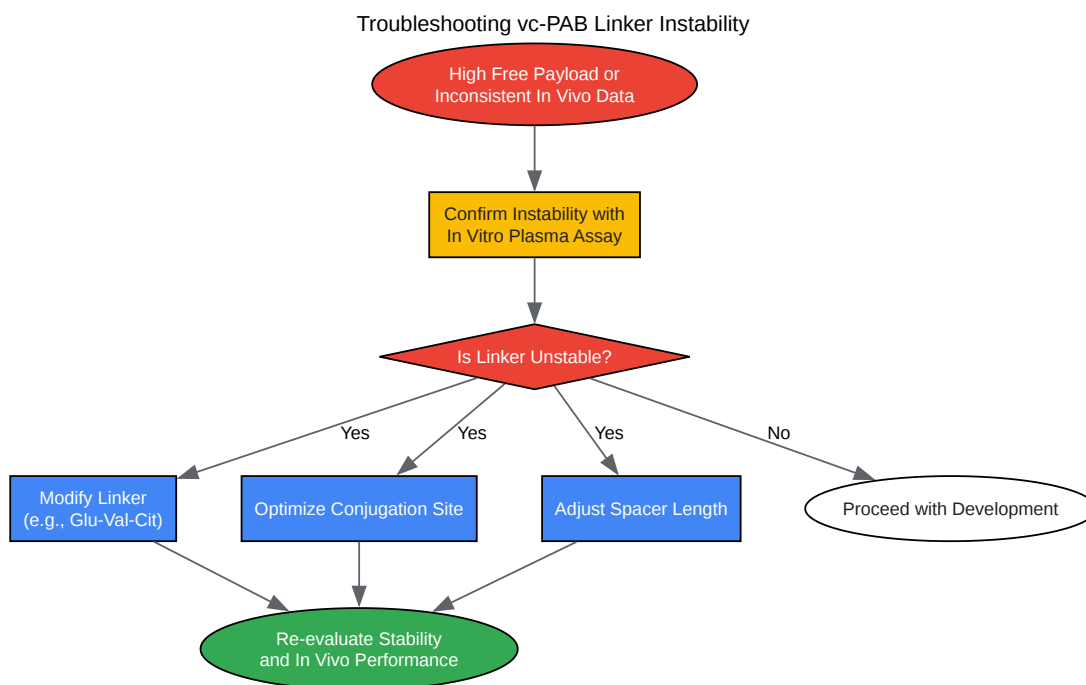 Troubleshooting vc-PAB Linker Instability
High Free Payload or
Inconsistent In Vivo Data
Confirm Instability with
In Vitro Plasma Assay
Is Linker Unstable?
Yes
Yes
Yes
No
Modify Linker
(e.g., Glu-Val-Cit)
Optimize Conjugation Site
Adjust Spacer Length
Proceed with Development
Re-evaluate Stability
and In Vivo Performance